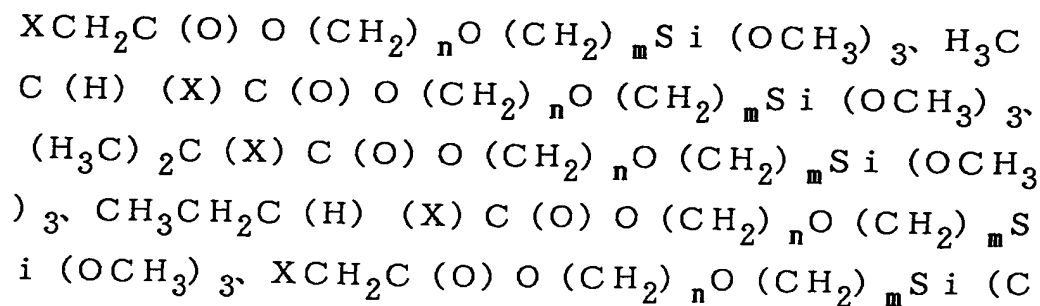 XCH₂C (O) O (CH₂)ₙO (CH₂)ₘSi (OCH₃)₃、H₃C
C (H) (X) C (O) O (CH₂)ₙO (CH₂)ₘSi (OCH₃)₃、
(H₃C)₂C (X) C (O) O (CH₂)ₙO (CH₂)ₘSi (OCH₃
)₃、CH₃CH₂C (H) (X) C (O) O (CH₂)ₙO (CH₂)ₘS
i (OCH₃)₃、XCH₂C (O) O (CH₂)ₙO (CH₂)ₘSi (C